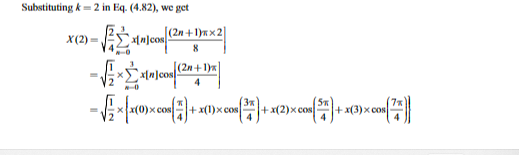 Substituting k = 2 in Eq. (4.82), we get
X(2) = √(2/4) ∑_{n=0}^{3} x[n]cos[(2n+1)π×2 / 8]
= √(1/2) × ∑_{n=0}^{3} x[n]cos[(2n+1)π / 4]
= √(1/2) × {x(0)×cos(π/4) + x(1)×cos(3π/4) + x(2)×cos(5π/4) + x(3)×cos(7π/4)}